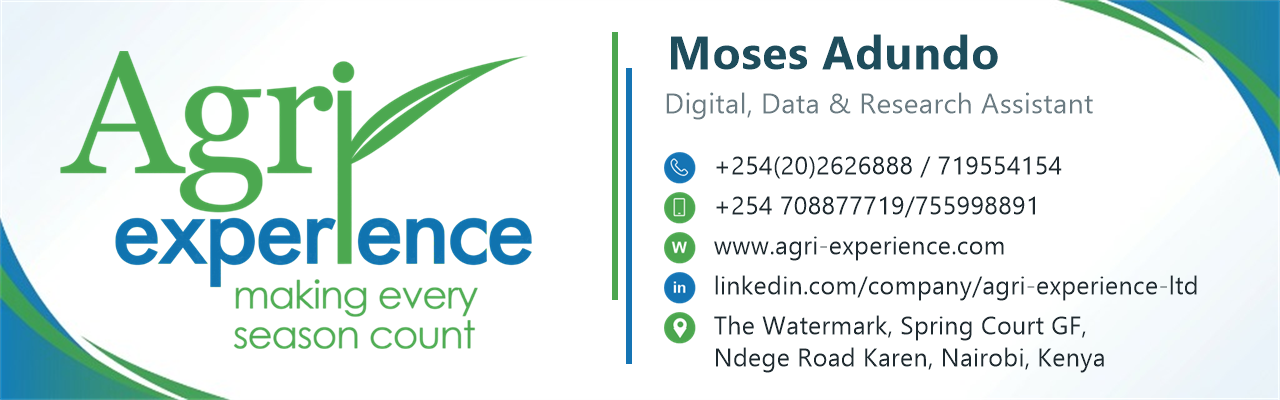 Agri
experience
making every
season count
Moses Adundo
Digital, Data & Research Assistant
+254(20)2626888 / 719554154
+254 708877719/755998891
W www.agri-experience.com
in linkedin.com/company/agri-experience-ltd
The Watermark, Spring Court GF,
Ndege Road Karen, Nairobi, Kenya